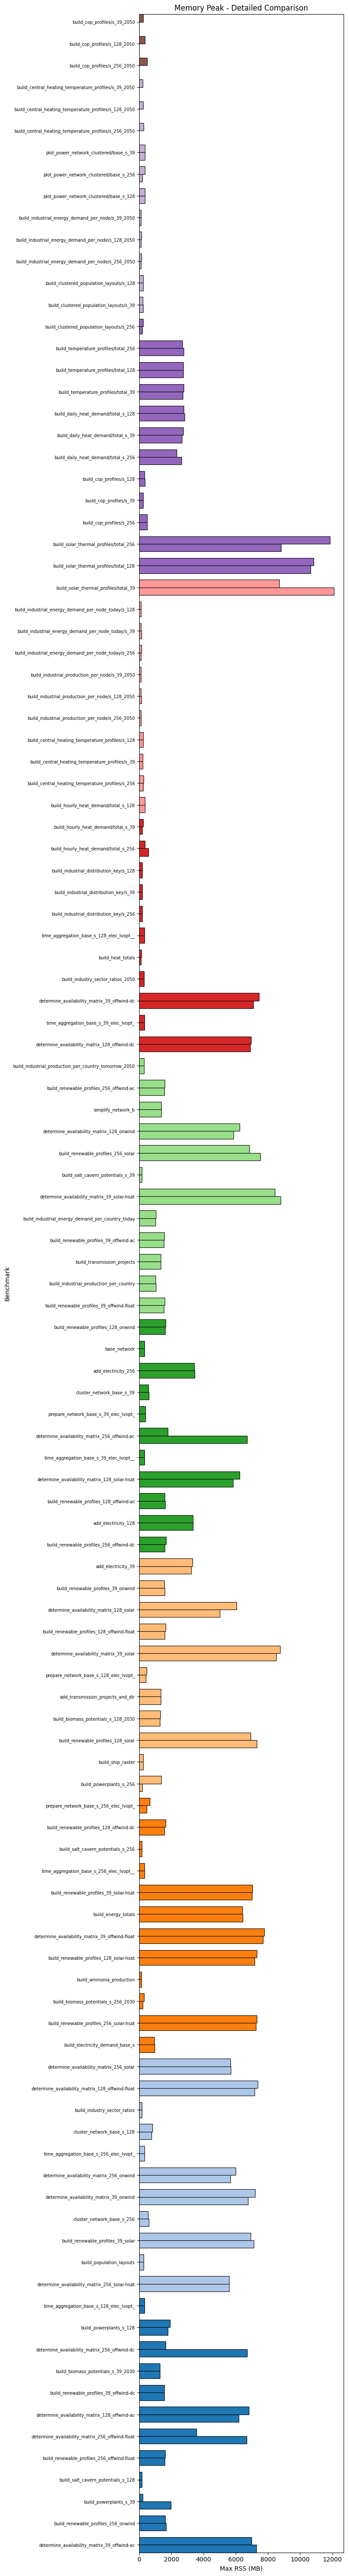 Memory Peak - Detailed Comparison
build_cop_profiles/s_39_2050
build_cop_profiles/s_128_2050
build_cop_profiles/s_256_2050
build_central_heating_temperature_profiles/s_39_2050
build_central_heating_temperature_profiles/s_128_2050
build_central_heating_temperature_profiles/s_256_2050
plot_power_network_clustered/base_s_39
plot_power_network_clustered/base_s_256
plot_power_network_clustered/base_s_128
build_industrial_energy_demand_per_node/s_39_2050
build_industrial_energy_demand_per_node/s_128_2050
build_industrial_energy_demand_per_node/s_256_2050
build_clustered_population_layouts/s_128
build_clustered_population_layouts/s_39
build_clustered_population_layouts/s_256
build_temperature_profiles/total_256
build_temperature_profiles/total_128
build_temperature_profiles/total_39
build_daily_heat_demand/total_s_128
build_daily_heat_demand/total_s_39
build_daily_heat_demand/total_s_256
build_cop_profiles/s_128
build_cop_profiles/s_39
build_cop_profiles/s_256
build_solar_thermal_profiles/total_256
build_solar_thermal_profiles/total_128
build_solar_thermal_profiles/total_39
build_industrial_energy_demand_per_node_today/s_128
build_industrial_energy_demand_per_node_today/s_39
build_industrial_energy_demand_per_node_today/s_256
build_industrial_production_per_node/s_39_2050
build_industrial_production_per_node/s_128_2050
build_industrial_production_per_node/s_256_2050
build_central_heating_temperature_profiles/s_128
build_central_heating_temperature_profiles/s_39
build_central_heating_temperature_profiles/s_256
build_hourly_heat_demand/total_s_128
build_hourly_heat_demand/total_s_39
build_hourly_heat_demand/total_s_256
build_industrial_distribution_key/s_128
build_industrial_distribution_key/s_39
build_industrial_distribution_key/s_256
time_aggregation_base_s_128_elec_lvopt__
build_heat_totals
build_industry_sector_ratios_2050
determine_availability_matrix_39_offwind-dc
time_aggregation_base_s_39_elec_lvopt_
determine_availability_matrix_128_offwind-dc
build_industrial_production_per_country_tomorrow_2050
build_renewable_profiles_256_offwind-ac
simplify_network_b
determine_availability_matrix_128_onwind
build_renewable_profiles_256_solar
build_salt_cavern_potentials_s_39
determine_availability_matrix_39_solar-hsat
build_industrial_energy_demand_per_country_today
build_renewable_profiles_39_offwind-ac
build_transmission_projects
build_industrial_production_per_country
build_renewable_profiles_39_offwind-float
build_renewable_profiles_128_onwind
base_network
add_electricity_256
cluster_network_base_s_39
prepare_network_base_s_39_elec_lvopt_
determine_availability_matrix_256_offwind-ac
time_aggregation_base_s_39_elec_lvopt__
determine_availability_matrix_128_solar-hsat
build_renewable_profiles_128_offwind-ac
add_electricity_128
build_renewable_profiles_256_offwind-dc
add_electricity_39
build_renewable_profiles_39_onwind
determine_availability_matrix_128_solar
build_renewable_profiles_128_offwind-float
determine_availability_matrix_39_solar
prepare_network_base_s_128_elec_lvopt_
add_transmission_projects_and_dlr
build_biomass_potentials_s_128_2030
build_renewable_profiles_128_solar
build_ship_raster
build_powerplants_s_256
prepare_network_base_s_256_elec_lvopt_
build_renewable_profiles_128_offwind-dc
build_salt_cavern_potentials_s_256
time_aggregation_base_s_256_elec_lvopt__
build_renewable_profiles_39_solar-hsat
build_energy_totals
determine_availability_matrix_39_offwind-float
build_renewable_profiles_128_solar-hsat
build_ammonia_production
build_biomass_potentials_s_256_2030
build_renewable_profiles_256_solar-hsat
build_electricity_demand_base_s
determine_availability_matrix_256_solar
determine_availability_matrix_128_offwind-float
build_industry_sector_ratios
cluster_network_base_s_128
time_aggregation_base_s_256_elec_lvopt_
determine_availability_matrix_256_onwind
determine_availability_matrix_39_onwind
cluster_network_base_s_256
build_renewable_profiles_39_solar
build_population_layouts
determine_availability_matrix_256_solar-hsat
time_aggregation_base_s_128_elec_lvopt_
build_powerplants_s_128
determine_availability_matrix_256_offwind-dc
build_biomass_potentials_s_39_2030
build_renewable_profiles_39_offwind-dc
determine_availability_matrix_128_offwind-ac
determine_availability_matrix_256_offwind-float
build_renewable_profiles_256_offwind-float
build_salt_cavern_potentials_s_128
build_powerplants_s_39
build_renewable_profiles_256_onwind
determine_availability_matrix_39_offwind-ac
Benchmark
0 2000 4000 6000 8000 10000 12000
Max RSS (MB)